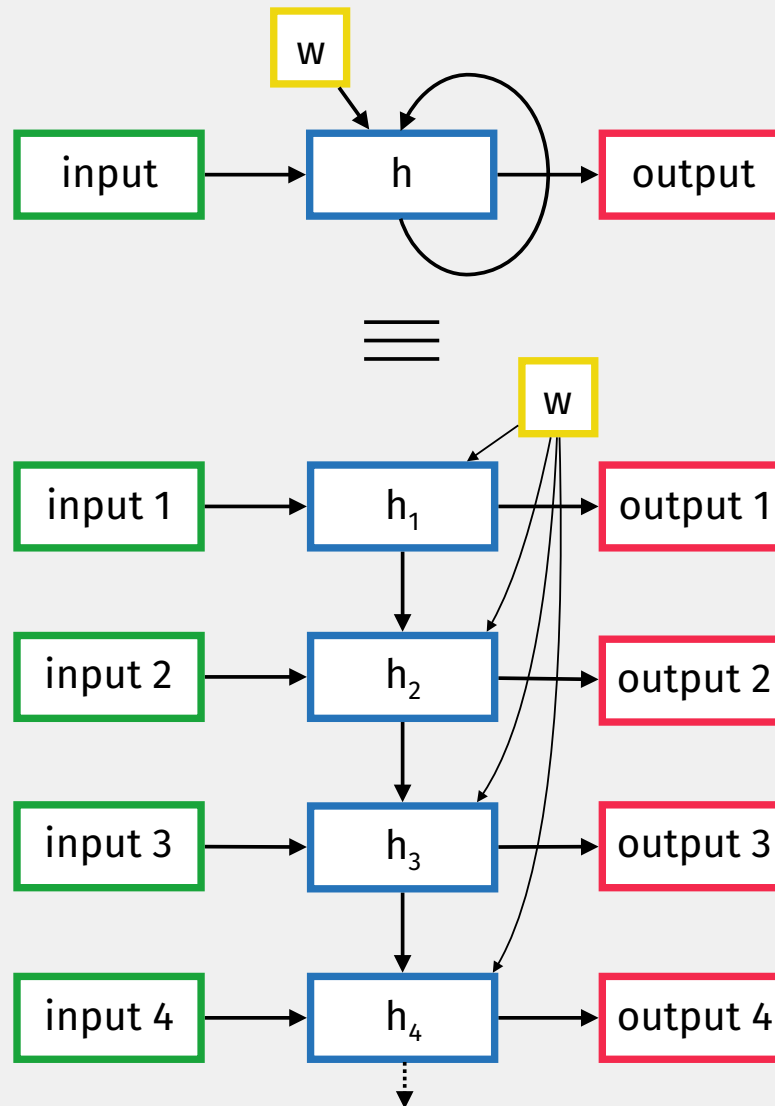 w
input h output
w
input 1 h₁ output 1
input 2 h₂ output 2
input 3 h₃ output 3
input 4 h₄ output 4